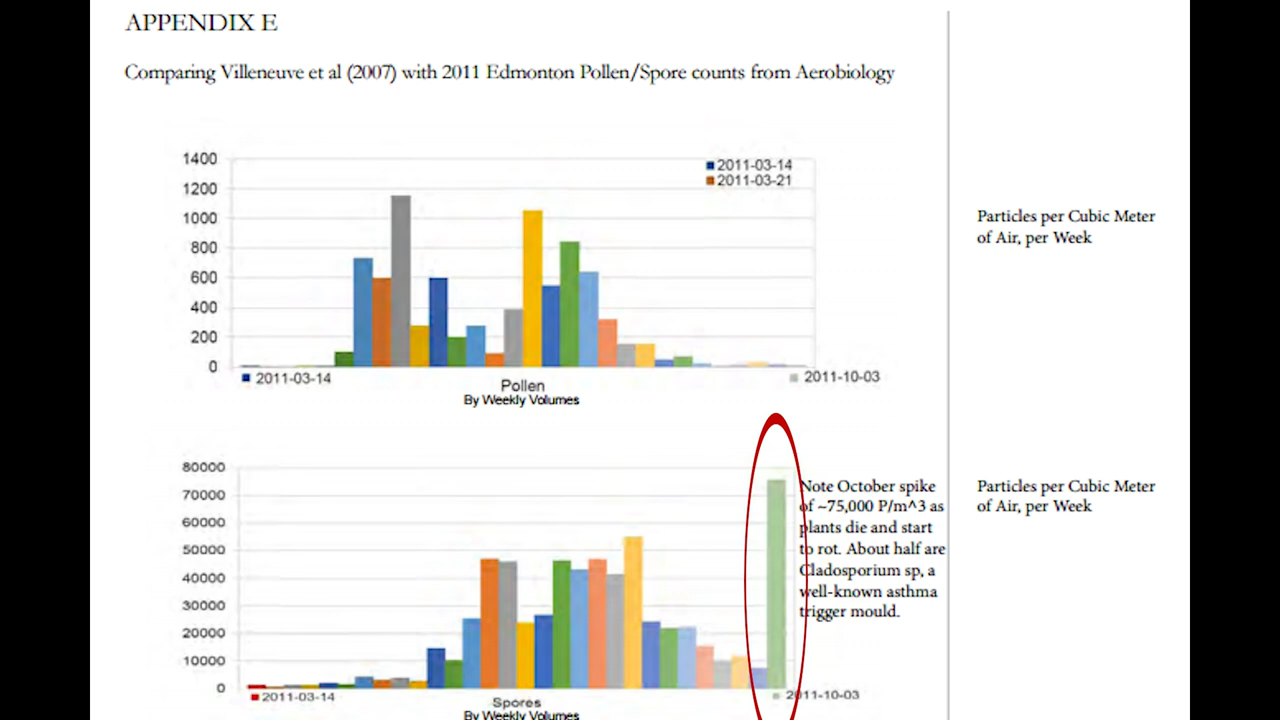 APPENDIX E
Comparing Villeneuve et al (2007) with 2011 Edmonton Pollen/Spore counts from Aerobiology
1400
1200
1000
800
600
400
200
0
2011-03-14
2011-03-21
2011-03-14
2011-10-03
Pollen
By Weekly Volumes
Particles per Cubic Meter
of Air, per Week
80000
70000
60000
50000
40000
30000
20000
10000
0
2011-03-14
2011-10-03
Spores
By Weekly Volumes
Note October spike
of ~75,000 P/m^3 as
plants die and start
to rot. About half are
Cladosporium sp, a
well-known asthma
trigger mould.
Particles per Cubic Meter
of Air, per Week